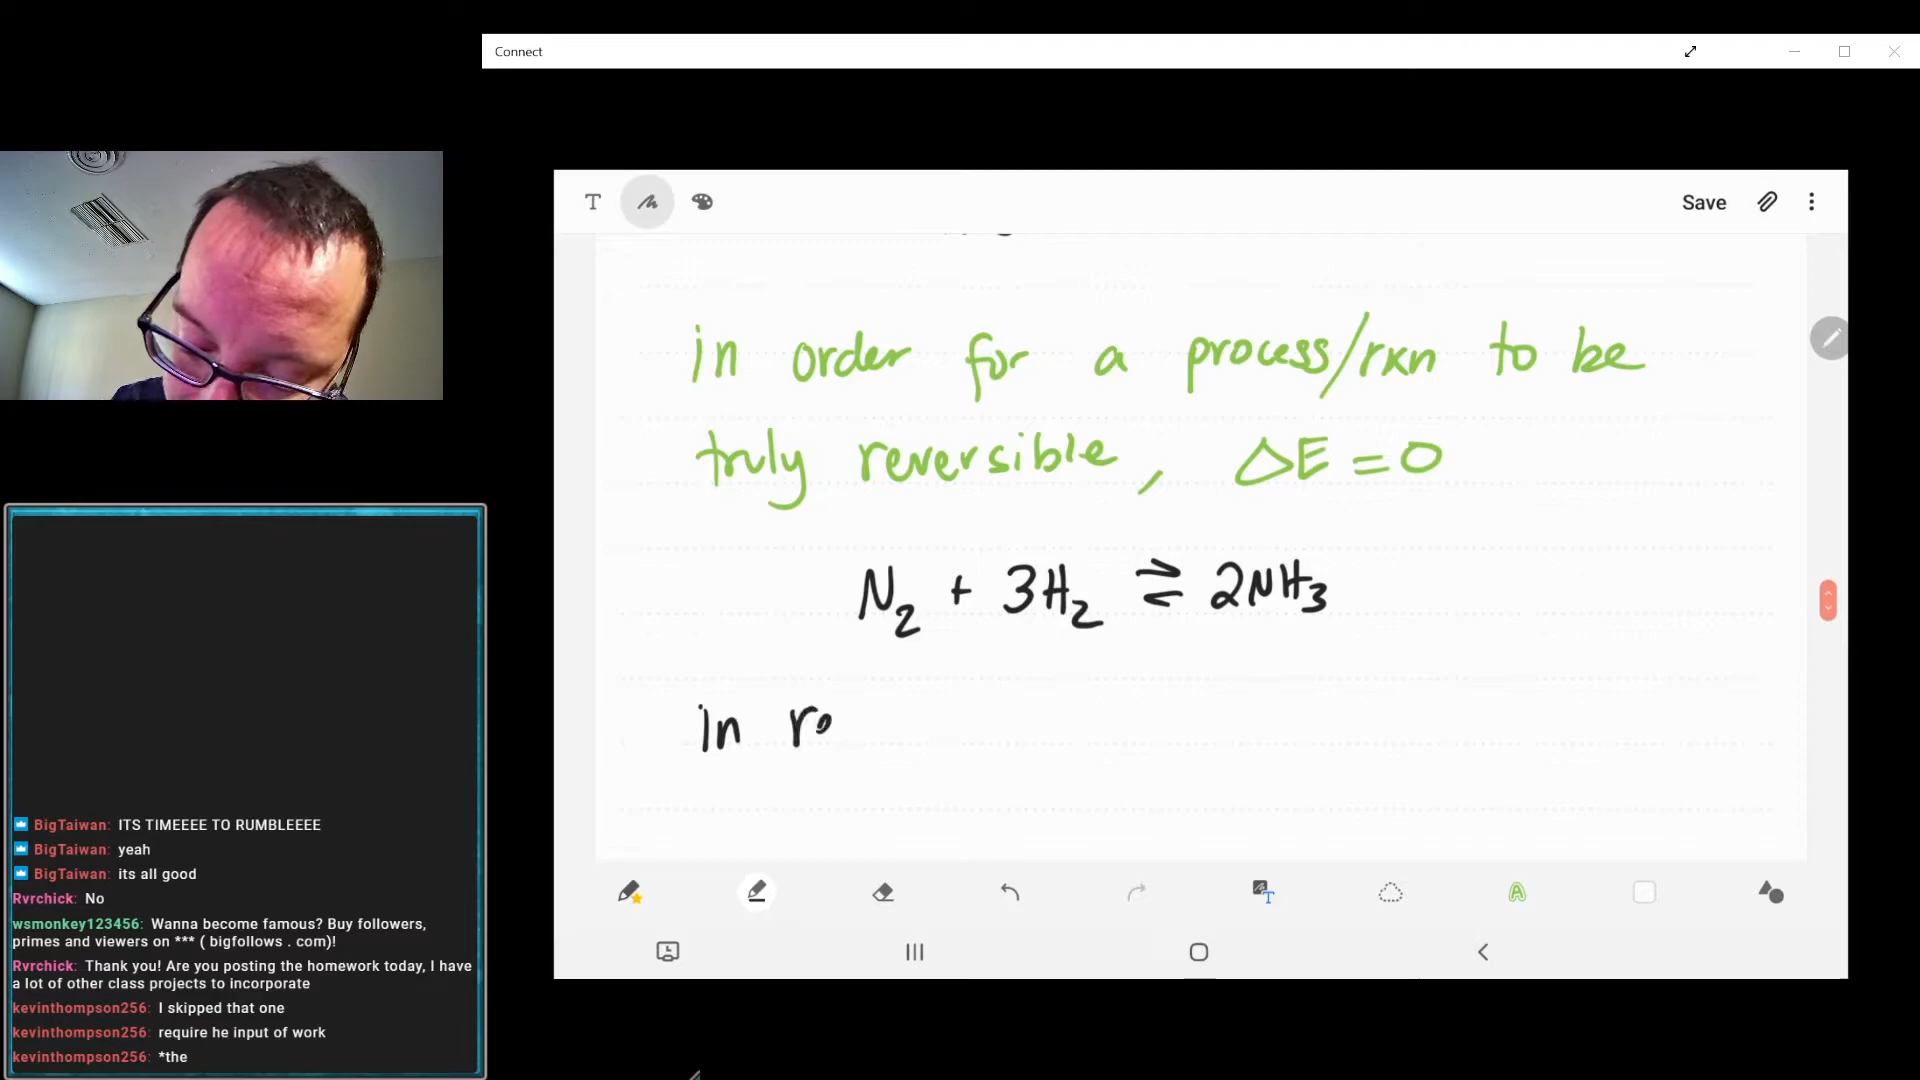 Connect
T
Save
in order for a process/rxn to be
truly reversible, ΔE = 0
N2 + 3H2 ⇌ 2NH3
in ro
BigTaiwan: ITS TIMEEEE TO RUMBLEEEE
BigTaiwan: yeah
BigTaiwan: its all good
Rvrchick: No
wsmonkey123456: Wanna become famous? Buy followers,
primes and viewers on *** ( bigfollows . com)!
Rvrchick: Thank you! Are you posting the homework today, I have
a lot of other class projects to incorporate
kevinthompson256: I skipped that one
kevinthompson256: require he input of work
kevinthompson256: *the